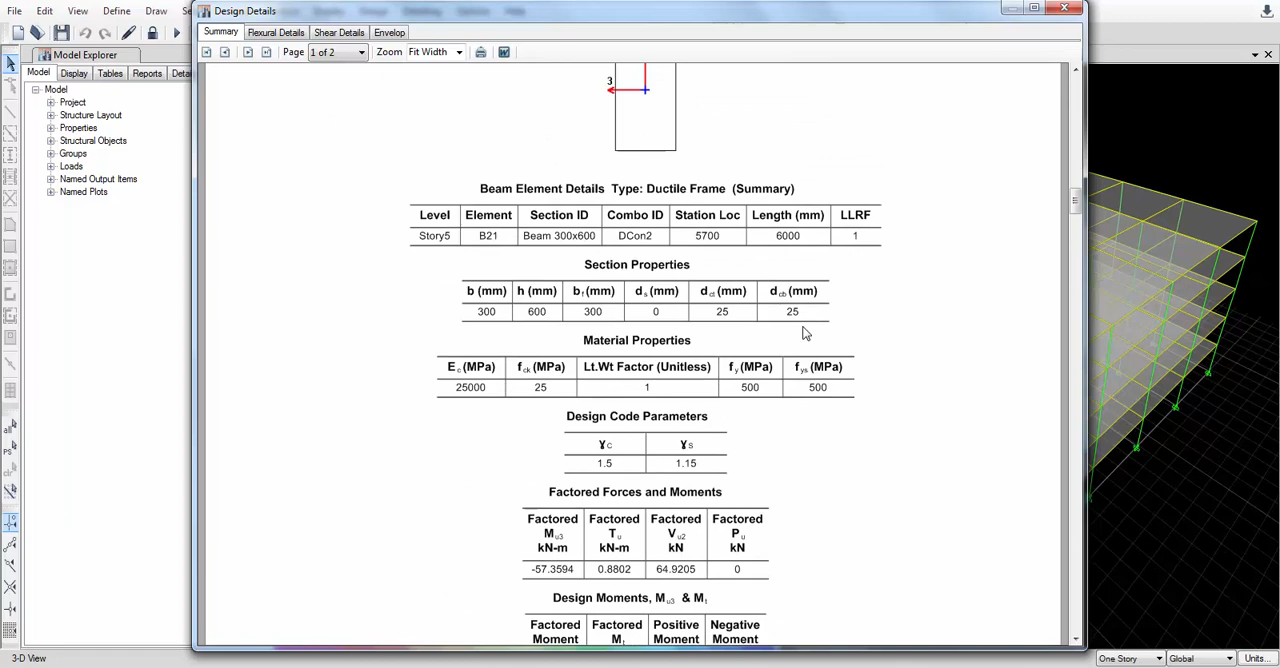 File Edit View Define Draw
Design Details
Summary Flexural Details Shear Details Envelop
Page 1 of 2 Zoom Fit Width
Model Explorer
Model Display Tables Reports Detai
Model
Project
Structure Layout
Properties
Structural Objects
Groups
Loads
Named Output Items
Named Plots
3
Beam Element Details Type: Ductile Frame (Summary)
Level Element Section ID Combo ID Station Loc Length (mm) LLRF
Story5 B21 Beam 300x600 DCon2 5700 6000 1
Section Properties
b (mm) h (mm) bf (mm) ds (mm) dct (mm) dcb (mm)
300 600 300 0 25 25
Material Properties
Ec (MPa) fck (MPa) Lt.Wt Factor (Unitless) fy (MPa) fys (MPa)
25000 25 1 500 500
Design Code Parameters
ɣC ɣS
1.5 1.15
Factored Forces and Moments
Factored Factored Factored Factored
Mu3 Tu Vu2 Pu
kN-m kN-m kN kN
-57.3594 0.8802 64.9205 0
Design Moments, Mu3 & Mt
Factored Factored Positive Negative
Moment Mt Moment Moment
all
PS
clr
3-D View
One Story Global Units...